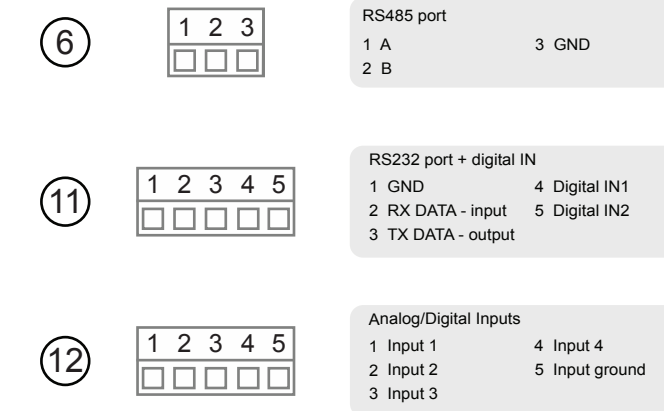 6
1 2 3
RS485 port
1 A 3 GND
2 B
11
1 2 3 4 5
RS232 port + digital IN
1 GND 4 Digital IN1
2 RX DATA - input 5 Digital IN2
3 TX DATA - output
12
1 2 3 4 5
Analog/Digital Inputs
1 Input 1 4 Input 4
2 Input 2 5 Input ground
3 Input 3